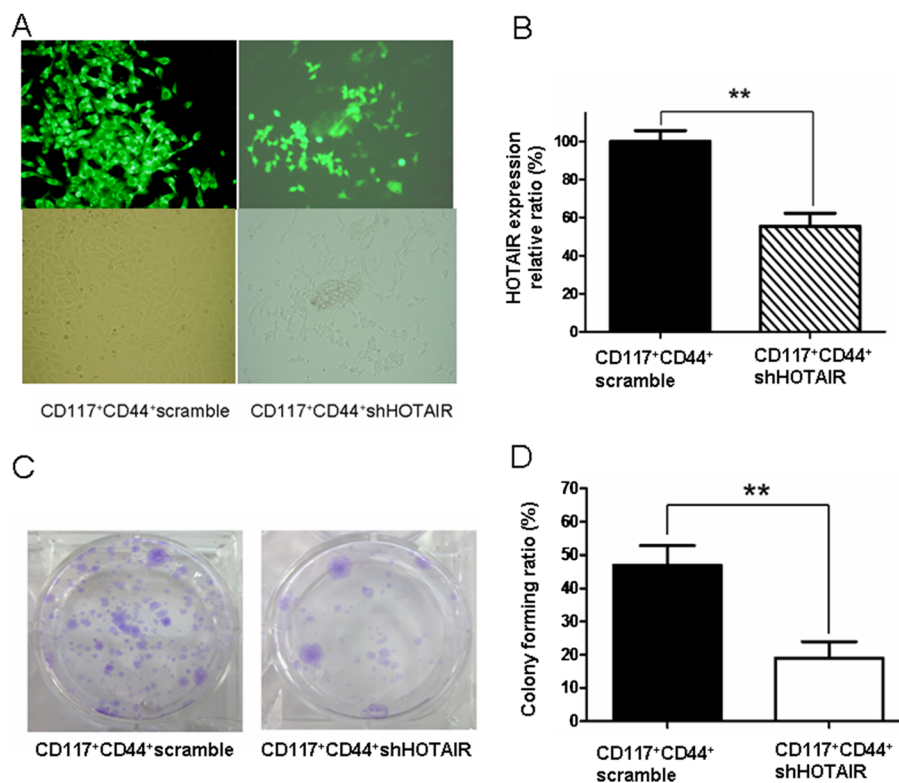 A
CD117⁺CD44⁺scramble
CD117⁺CD44⁺shHOTAIR
B
HOTAIR expression
relative ratio (%)
100
80
60
40
20
0
**
CD117⁺CD44⁺
scramble
CD117⁺CD44⁺
shHOTAIR
C
CD117⁺CD44⁺scramble
CD117⁺CD44⁺shHOTAIR
D
Colony forming ratio (%)
70
60
50
40
30
20
10
0
**
CD117⁺CD44⁺
scramble
CD117⁺CD44⁺
shHOTAIR